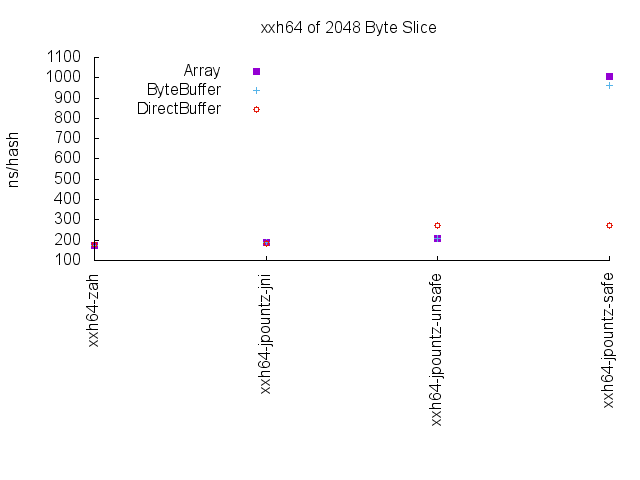 xxh64 of 2048 Byte Slice
ns/hash
1100
1000
900
800
700
600
500
400
300
200
100
Array
ByteBuffer
DirectBuffer
xxh64-zah
xxh64-jpountz-jni
xxh64-jpountz-unsafe
xxh64-jpountz-safe